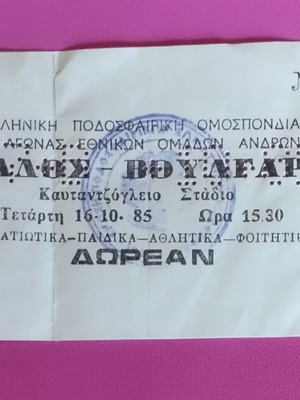 ΛΗΝΙΚΗ ΠΟΔΟΣΦΑΙΡΙΚΗ ΟΜΟΣΠΟΝΔΙΑ
ΑΓΩΝΑΣ ΕΘΝΙΚΩΝ ΟΜΑΔΩΝ ΑΝΔΡΩΝ
ΛΑΟΣ – ΒΟΥΛΓΑΡ
Καυτανζόγλειο Στάδιο
Τετάρτη 16-10. 85 Ώρα 15.30
ΑΤΙΩΤΙΚΑ—ΠΑΙΔΙΚΑ—ΑΘΛΗΤΙΚΑ—ΦΟΙΤΗΤΙΚ
ΔΩΡΕΑΝ